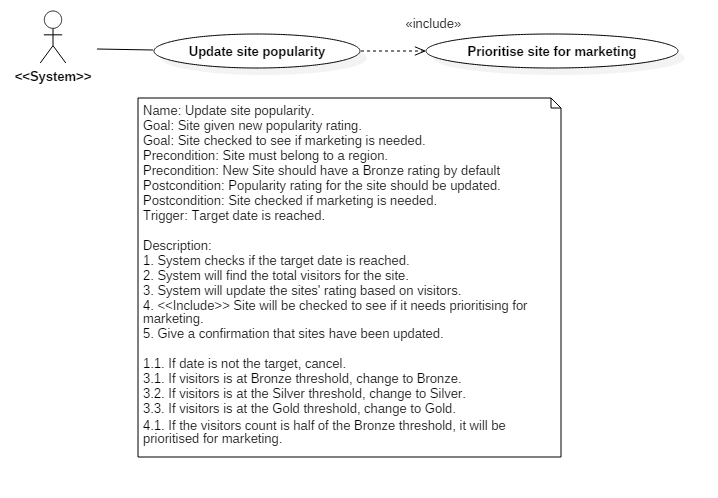 «include»
Update site popularity
Prioritise site for marketing
<<System>>
Name: Update site popularity.
Goal: Site given new popularity rating.
Goal: Site checked to see if marketing is needed.
Precondition: Site must belong to a region.
Precondition: New Site should have a Bronze rating by default
Postcondition: Popularity rating for the site should be updated.
Postcondition: Site checked if marketing is needed.
Trigger: Target date is reached.
Description:
1. System checks if the target date is reached.
2. System will find the total visitors for the site.
3. System will update the sites' rating based on visitors.
4. <<Include>> Site will be checked to see if it needs prioritising for
marketing.
5. Give a confirmation that sites have been updated.
1.1. If date is not the target, cancel.
3.1. If visitors is at Bronze threshold, change to Bronze.
3.2. If visitors is at the Silver threshold, change to Silver.
3.3. If visitors is at the Gold threshold, change to Gold.
4.1. If the visitors count is half of the Bronze threshold, it will be
prioritised for marketing.